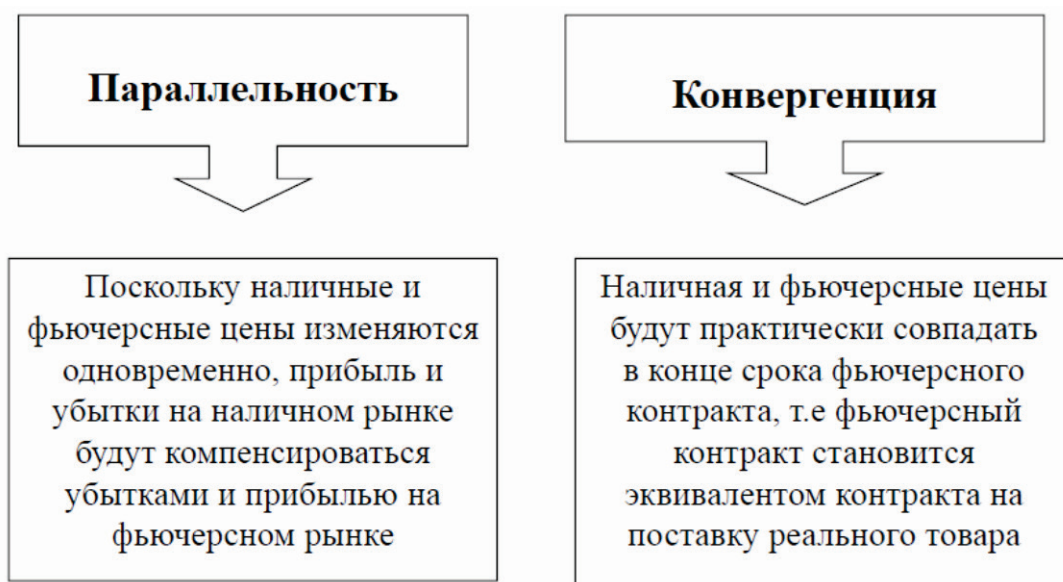 Параллельность
Поскольку наличные и
фьючерсные цены изменяются
одновременно, прибыль и
убытки на наличном рынке
будут компенсироваться
убытками и прибылью на
фьючерсном рынке
Конвергенция
Наличная и фьючерсные цены
будут практически совпадать
в конце срока фьючерсного
контракта, т.е фьючерсный
контракт становится
эквивалентом контракта на
поставку реального товара